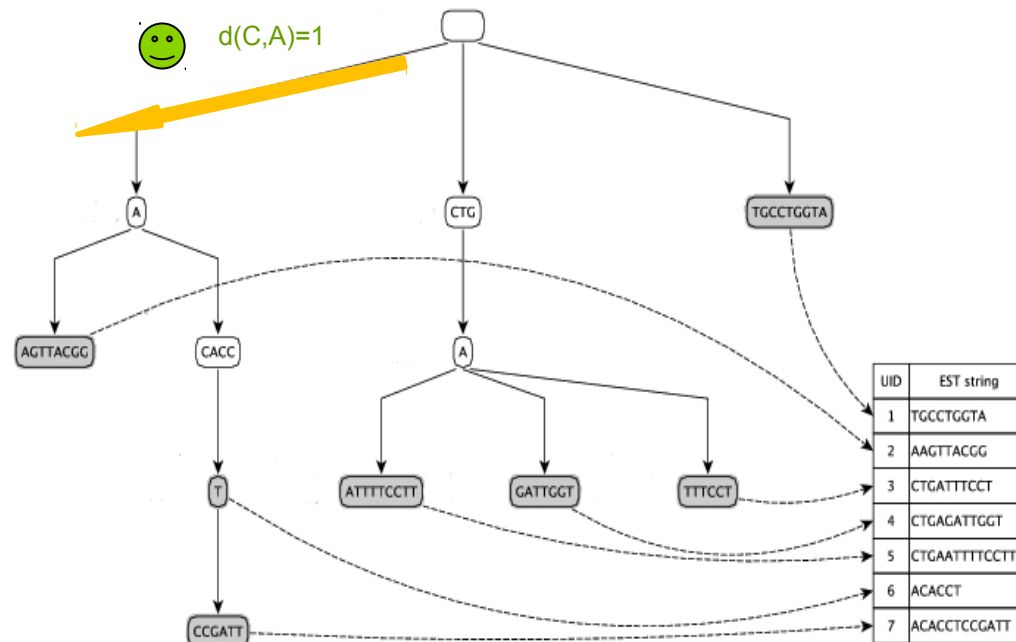 d(C,A)=1
A
CTG
TGCCTGGTA
AGTTACGG
CACC
A
T
ATTTTCCTT
GATTGGT
TTTCCT
CCGATT
UID EST string
1 TGCCTGGTA
2 AAGTTACGG
3 CTGATTTCCT
4 CTGAGATTGGT
5 CTGAATTTTCCTT
6 ACACCT
7 ACACCTCCGATT